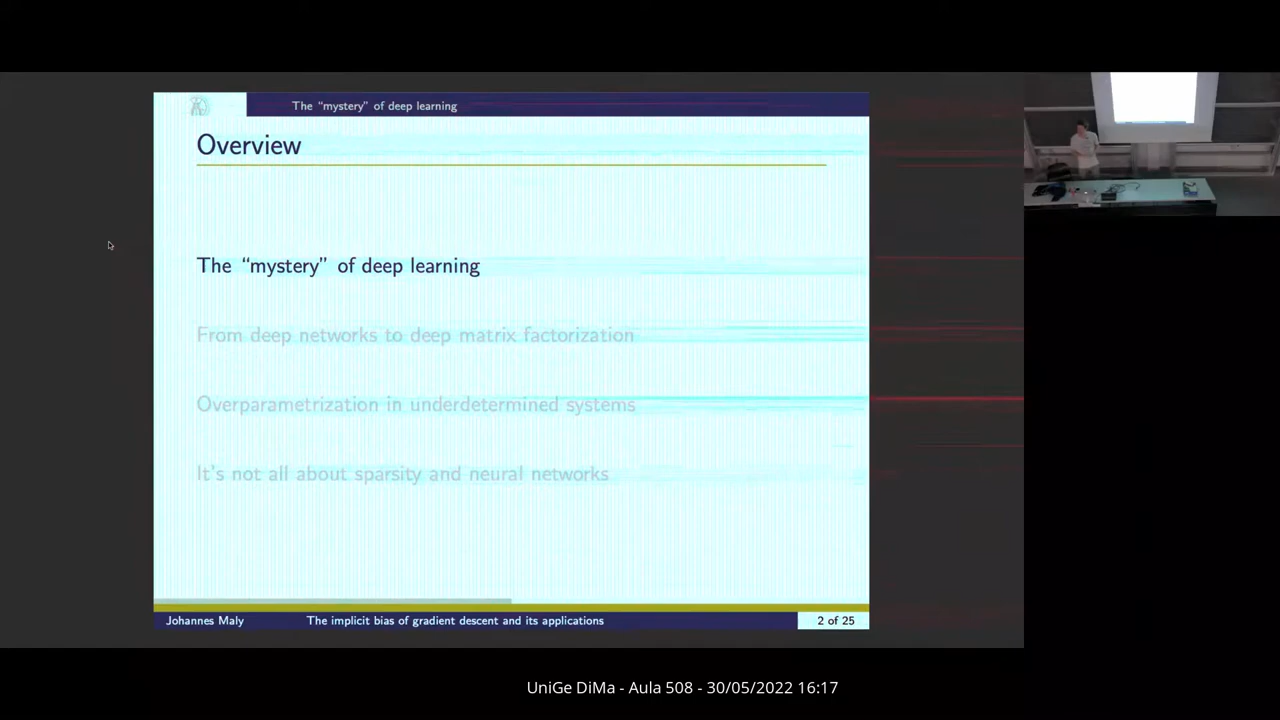 The “mystery” of deep learning
Overview
The “mystery” of deep learning
From deep networks to deep matrix factorization
Overparametrization in underdetermined systems
It's not all about sparsity and neural networks
Johannes Maly
The implicit bias of gradient descent and its applications
2 of 25
UniGe DiMa - Aula 508 - 30/05/2022 16:17